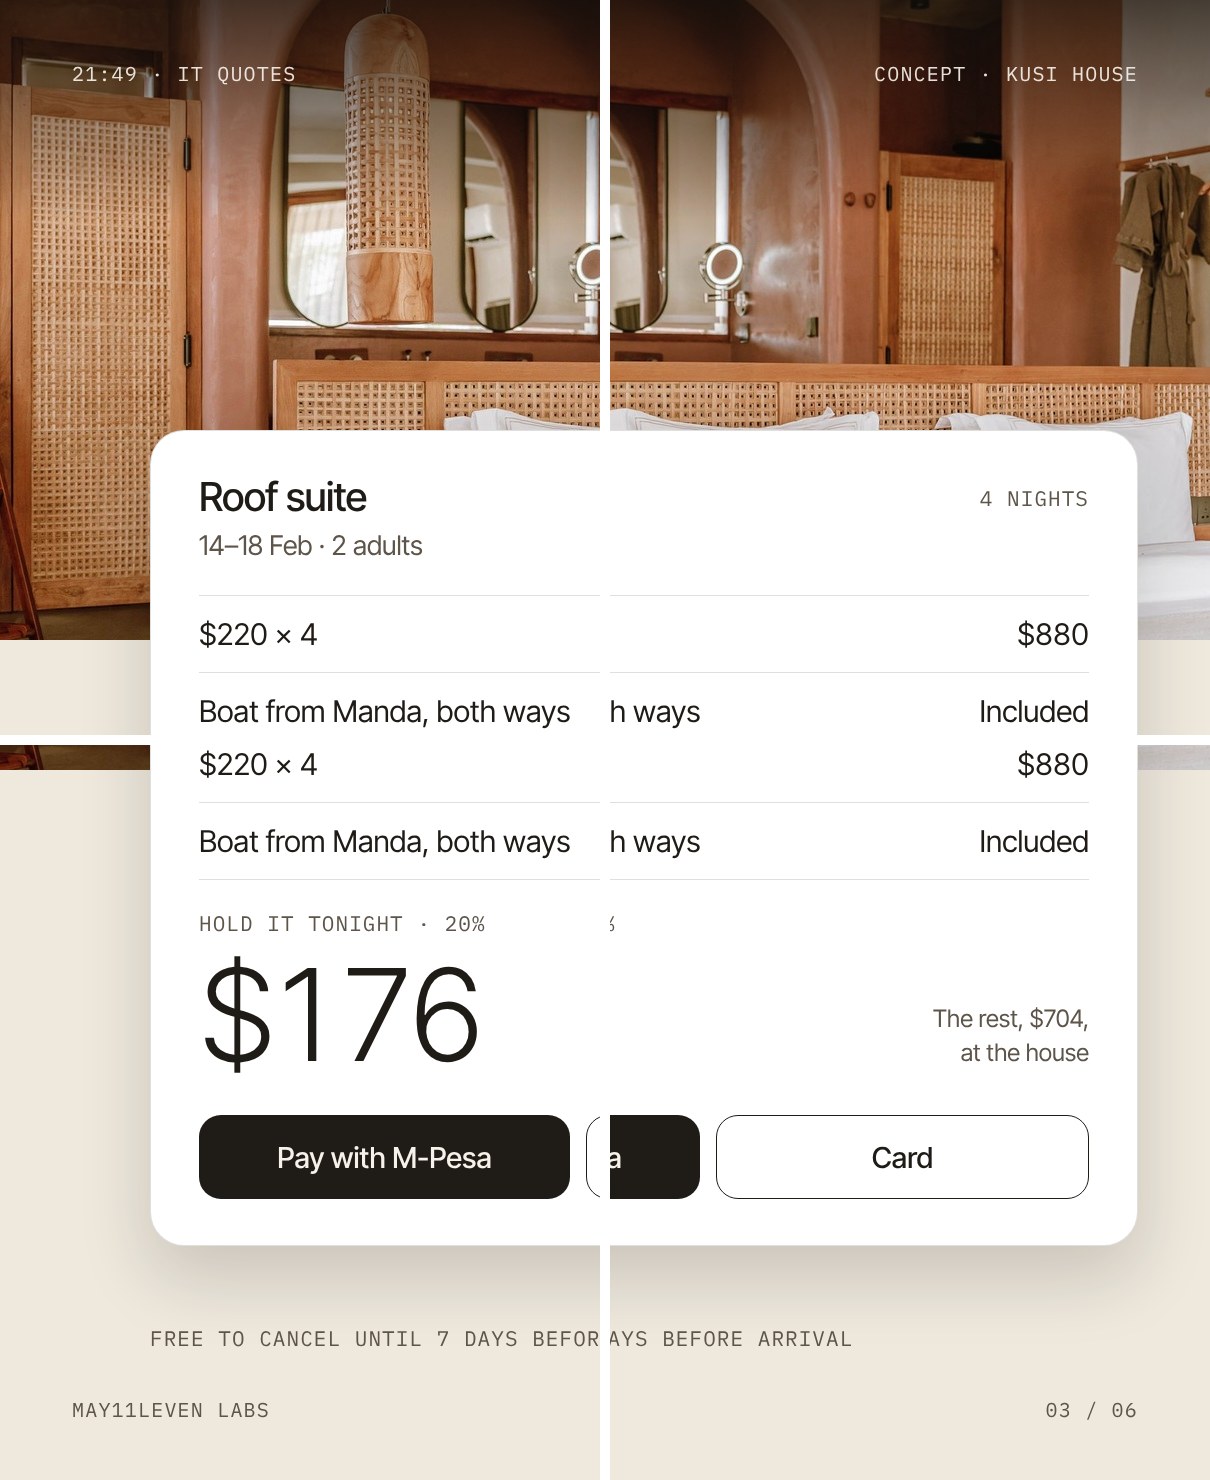 21:49 · IT QUOTES
CONCEPT · KUSI HOUSE
Roof suite
4 NIGHTS
14–18 Feb · 2 adults
$220 × 4
$880
Boat from Manda, both ways
h ways
Included
$220 × 4
$880
Boat from Manda, both ways
h ways
Included
HOLD IT TONIGHT · 20%
%
$176
The rest, $704,
at the house
Pay with M-Pesa
a
Card
FREE TO CANCEL UNTIL 7 DAYS BEFOR
AYS BEFORE ARRIVAL
MAY11LEVEN LABS
03 / 06